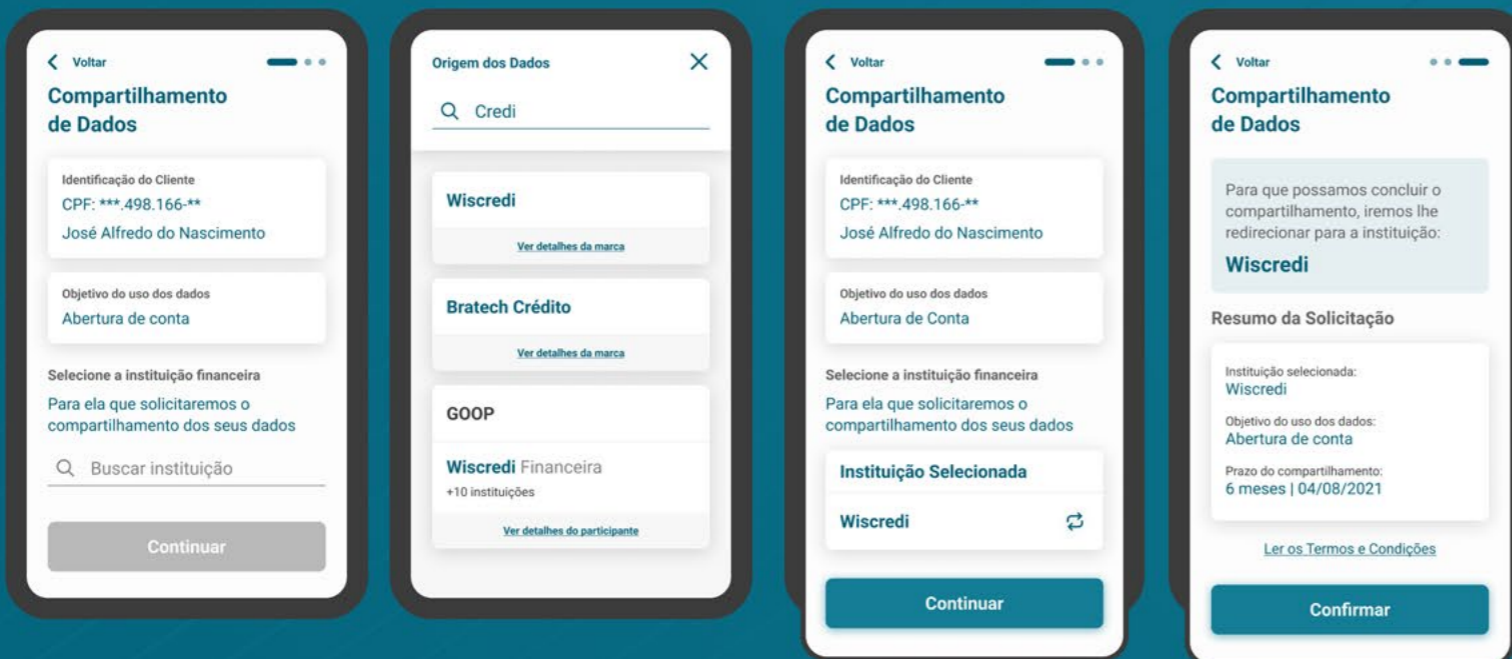 Voltar
Compartilhamento
de Dados
Identificação do Cliente
CPF: ***.498.166-**
José Alfredo do Nascimento
Objetivo do uso dos dados
Abertura de conta
Selecione a instituição financeira
Para ela que solicitaremos o
compartilhamento dos seus dados
Buscar instituição
Continuar
Origem dos Dados
Credi
Wiscredi
Ver detalhes da marca
Bratech Crédito
Ver detalhes da marca
GOOP
Wiscredi Financeira
+10 instituições
Ver detalhes do participante
Voltar
Compartilhamento
de Dados
Identificação do Cliente
CPF: ***.498.166-**
José Alfredo do Nascimento
Objetivo do uso dos dados
Abertura de Conta
Selecione a instituição financeira
Para ela que solicitaremos o
compartilhamento dos seus dados
Instituição Selecionada
Wiscredi
Continuar
Voltar
Compartilhamento
de Dados
Para que possamos concluir o
compartilhamento, iremos lhe
redirecionar para a instituição:
Wiscredi
Resumo da Solicitação
Instituição selecionada:
Wiscredi
Objetivo do uso dos dados:
Abertura de conta
Prazo do compartilhamento:
6 meses | 04/08/2021
Ler os Termos e Condições
Confirmar